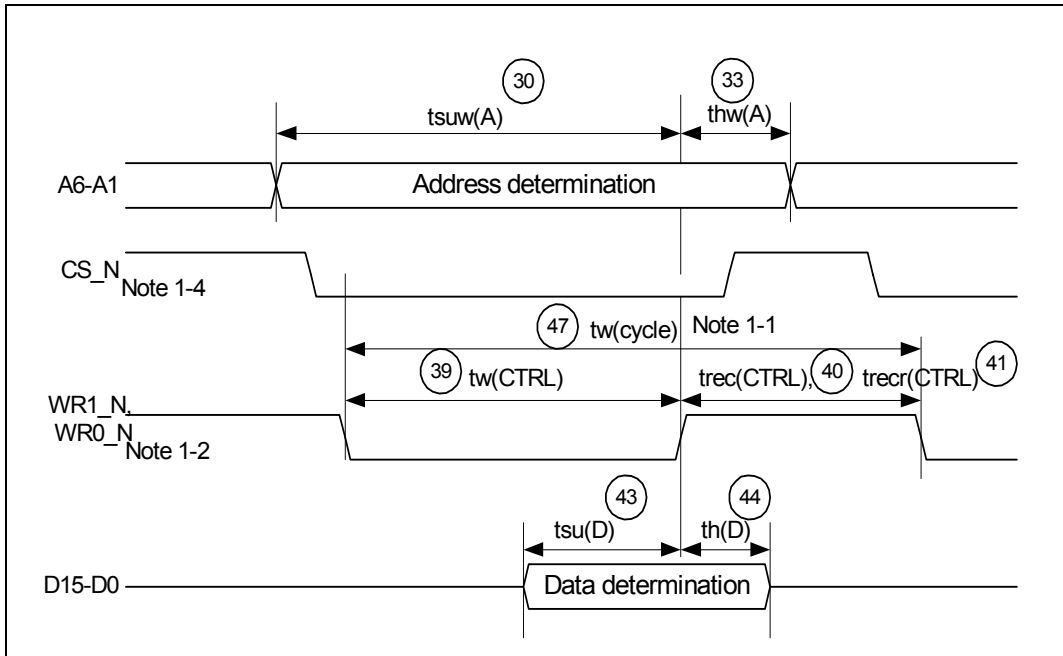 30
33
tsuw(A)
thw(A)
A6-A1
Address determination
CS_N
Note 1-4
47
tw(cycle)
Note 1-1
39
tw(CTRL)
trec(CTRL),
40
trecr(CTRL)
41
WR1_N,
WR0_N
Note 1-2
43
44
tsu(D)
th(D)
D15-D0
Data determination